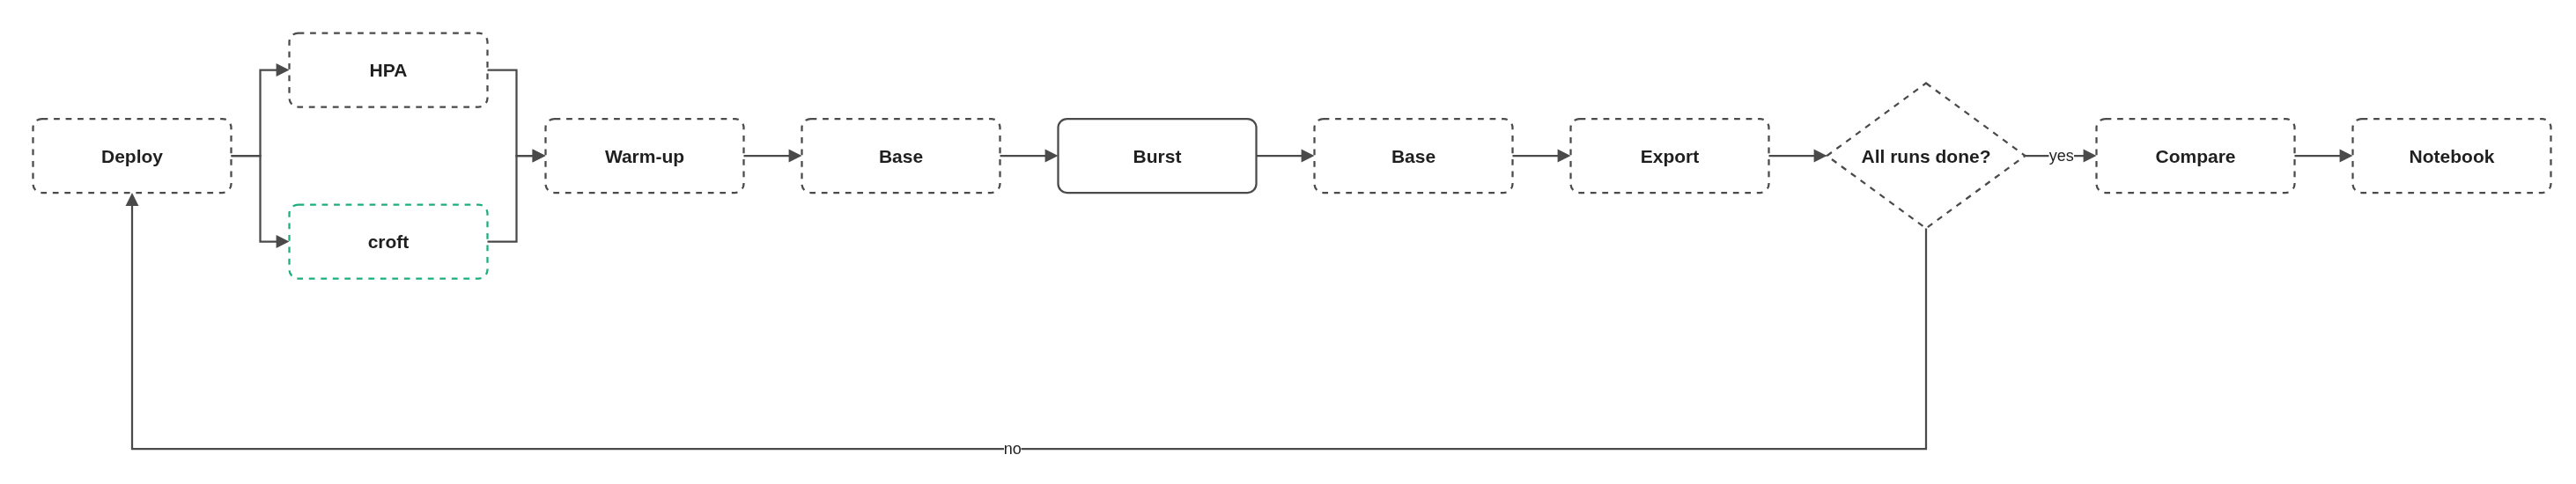 HPA
Deploy
croft
Warm-up
Base
Burst
Base
Export
All runs done?
yes
Compare
Notebook
no